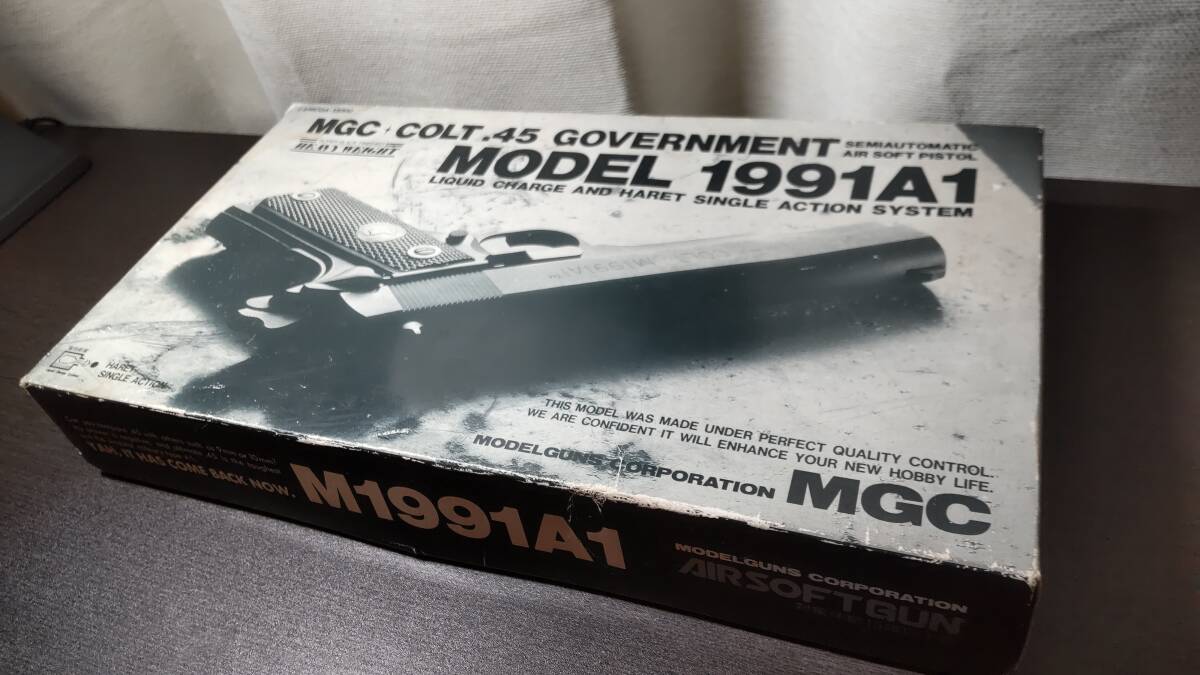 MGC COLT .45 GOVERNMENT
SEMIAUTOMATIC
AIR SOFT PISTOL
HEAVY WEIGHT
MODEL 1991A1
LIQUID CHARGE AND HARET SINGLE ACTION SYSTEM
HARET
SINGLE ACTION
THIS MODEL WAS MADE UNDER PERFECT QUALITY CONTROL.
WE ARE CONFIDENT IT WILL ENHANCE YOUR NEW HOBBY LIFE.
MODELGUNS CORPORATION MGC
I AM, IT HAS COME BACK NOW.
M1991A1
MODELGUNS CORPORATION
AIRSOFTGUN